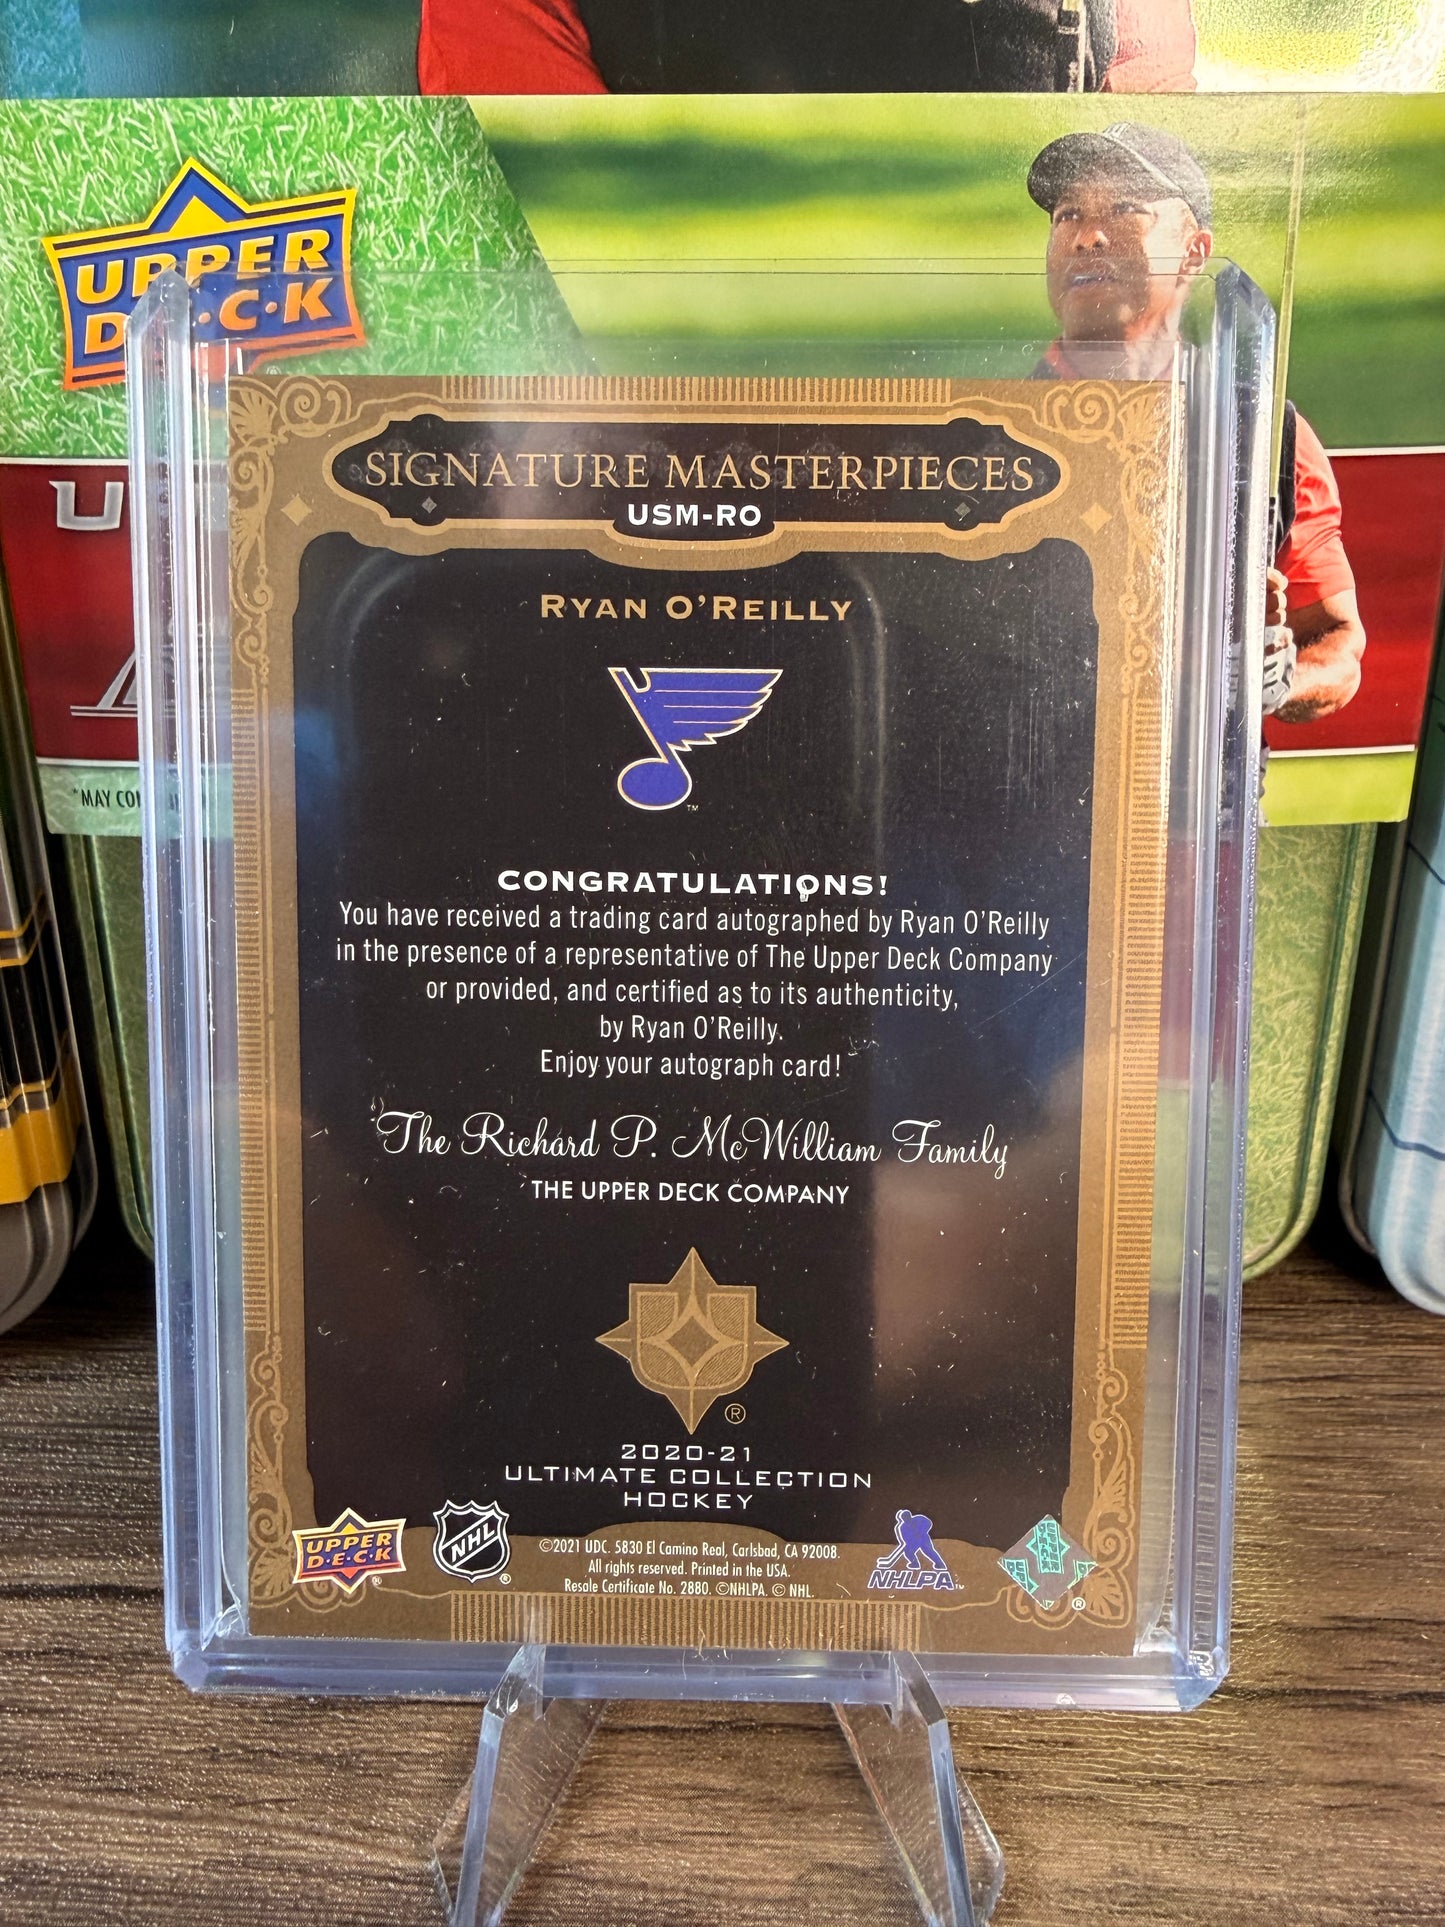 UPPER
DECK
*MAY CO
SIGNATURE MASTERPIECES
USM-RO
RYAN O'REILLY
TM
CONGRATULATIONS!
You have received a trading card autographed by Ryan O'Reilly
in the presence of a representative of The Upper Deck Company
or provided, and certified as to its authenticity,
by Ryan O'Reilly.
Enjoy your autograph card!
The Richard P. McWilliam Family
THE UPPER DECK COMPANY
®
2020-21
ULTIMATE COLLECTION
HOCKEY
UPPER
D·E·C·K
®
NHL
®
©2021 UDC. 5830 El Camino Real, Carlsbad, CA 92008.
All rights reserved. Printed in the USA.
Resale Certificate No. 2880. ©NHLPA. © NHL.
NHLPA™
®